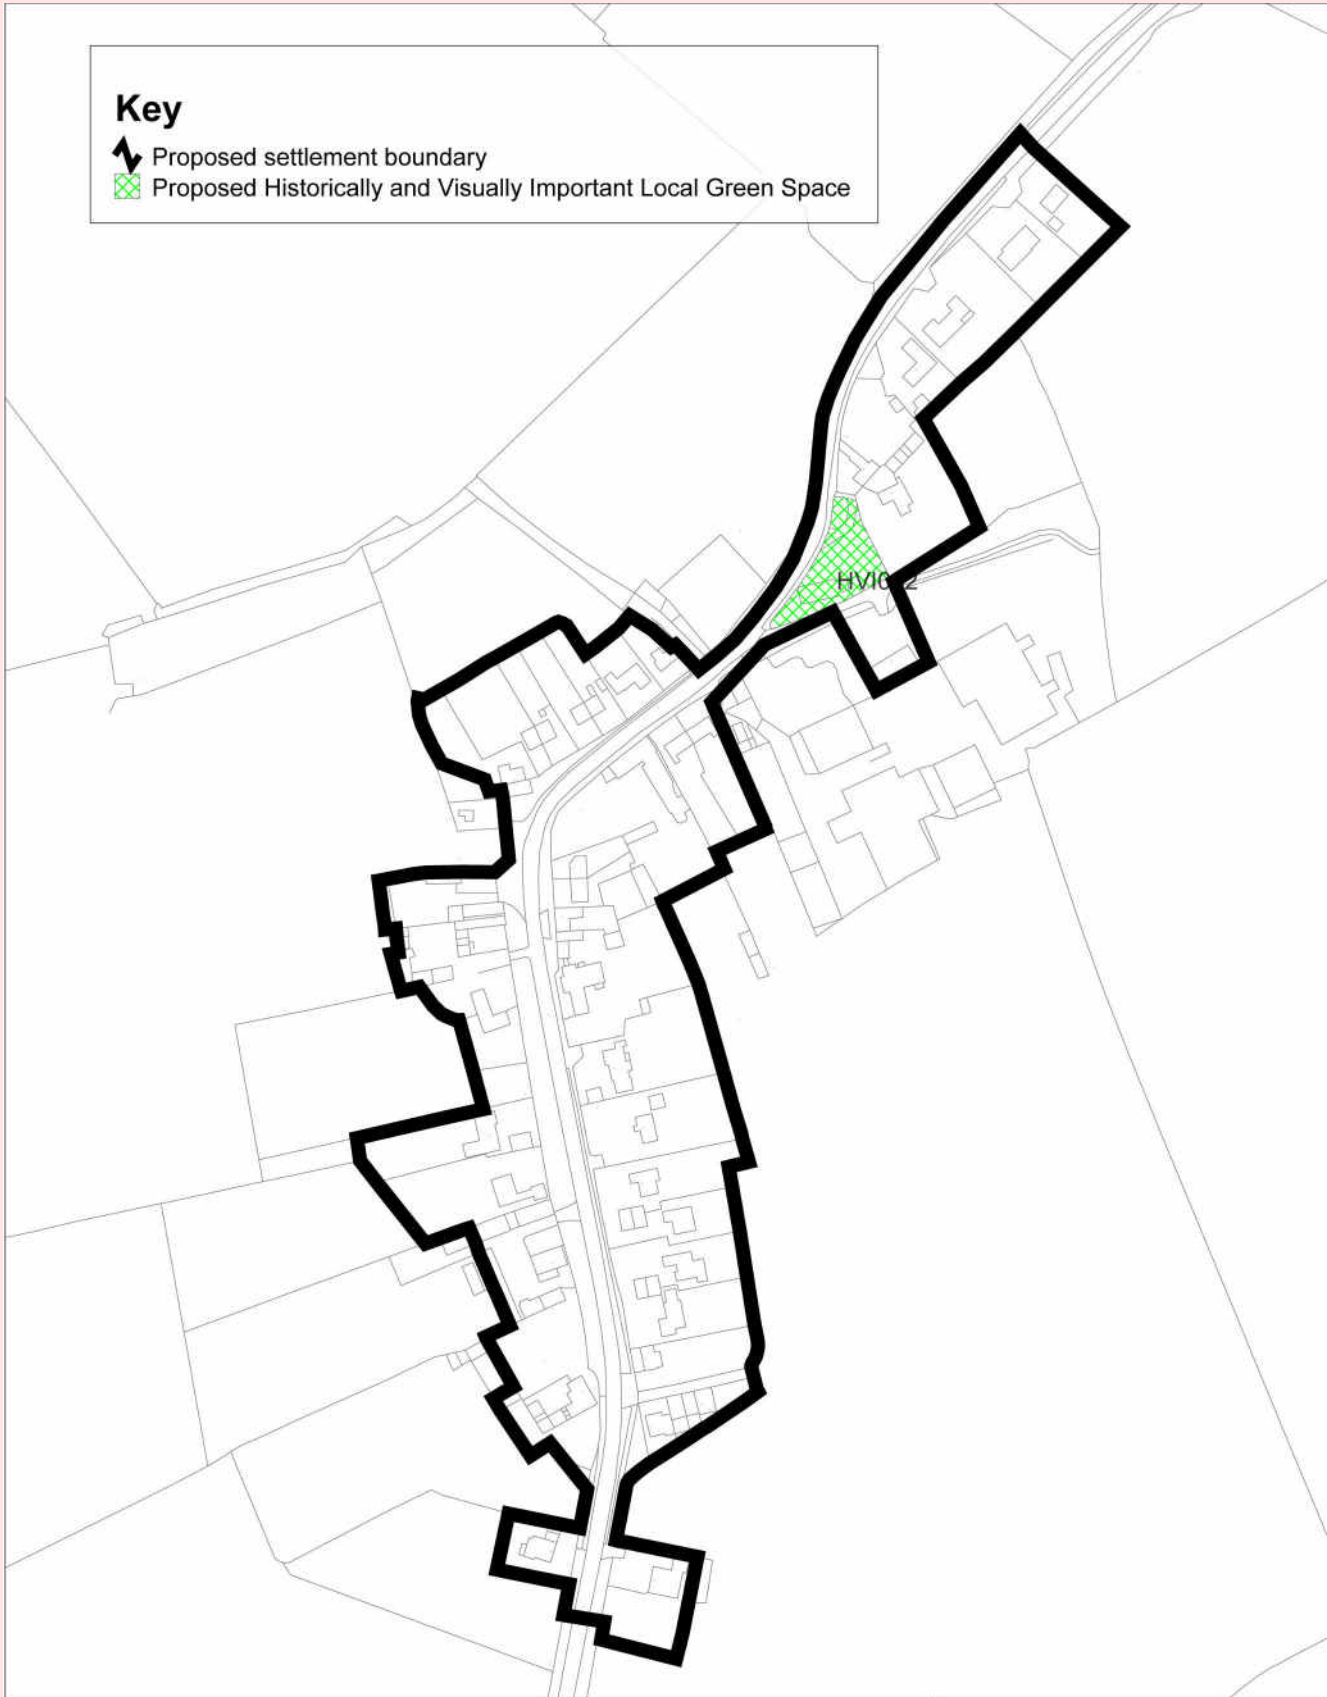 Key
Proposed settlement boundary
Proposed Historically and Visually Important Local Green Space